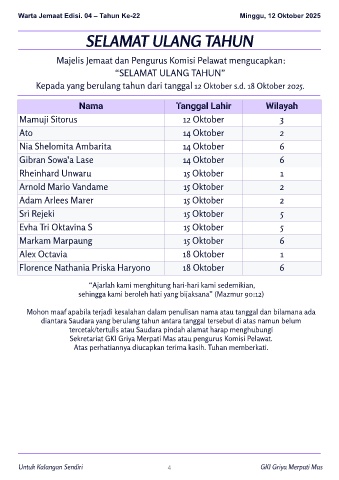 Warta Jemaat Edisi. 04 – Tahun Ke-22 Minggu, 12 Oktober 2025
SELAMAT ULANG TAHUN
Majelis Jemaat dan Pengurus Komisi Pelawat mengucapkan:
“SELAMAT ULANG TAHUN”
Kepada yang berulang tahun dari tanggal 12 Oktober s.d. 18 Oktober 2025.
Nama Tanggal Lahir Wilayah
Mamuji Sitorus 12 Oktober 3
Ato 14 Oktober 2
Nia Shelomita Ambarita 14 Oktober 6
Gibran Sowa'a Lase 14 Oktober 6
Rheinhard Unwaru 15 Oktober 1
Arnold Mario Vandame 15 Oktober 2
Adam Arlees Marer 15 Oktober 2
Sri Rejeki 15 Oktober 5
Evha Tri Oktavina S 15 Oktober 5
Markam Marpaung 15 Oktober 6
Alex Octavia 18 Oktober 1
Florence Nathania Priska Haryono 18 Oktober 6
“Ajarlah kami menghitung hari-hari kami sedemikian,
sehingga kami beroleh hati yang bijaksana” (Mazmur 90:12)
Mohon maaf apabila terjadi kesalahan dalam penulisan nama atau tanggal dan bilamana ada
diantara Saudara yang berulang tahun antara tanggal tersebut di atas namun belum
tercetak/tertulis atau Saudara pindah alamat harap menghubungi
Sekretariat GKI Griya Merpati Mas atau pengurus Komisi Pelawat.
Atas perhatiannya diucapkan terima kasih. Tuhan memberkati.
Untuk Kalangan Sendiri 4 GKI Griya Merpati Mas